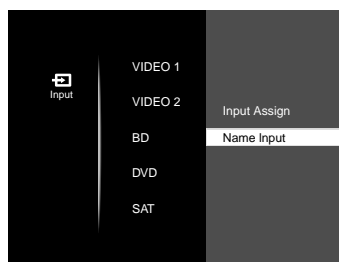 Input
VIDEO 1
VIDEO 2
BD
DVD
SAT
Input Assign
Name Input